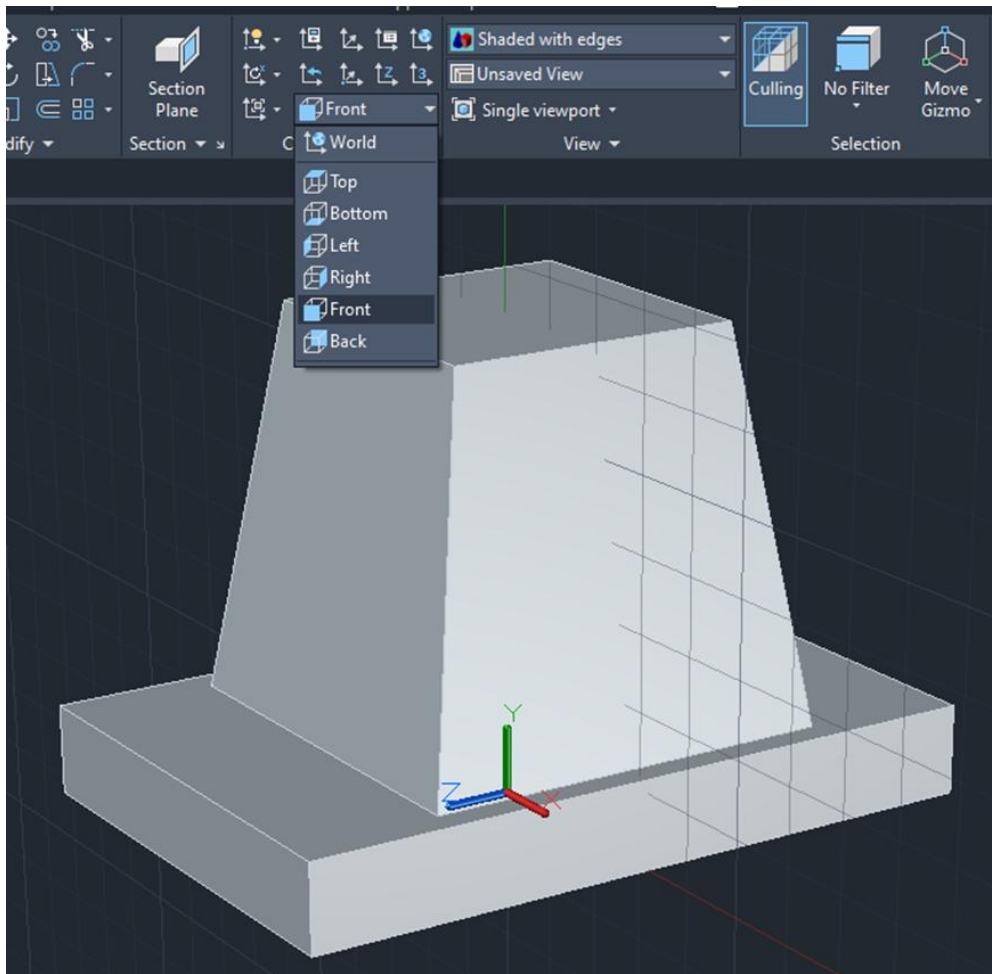 Shaded with edges
Unsaved View
Section
Plane
Culling
No Filter
Move
Gizmo
Front
Single viewport
dify
Section
C
View
Selection
World
Top
Bottom
Left
Right
Front
Back
Y
Z
X